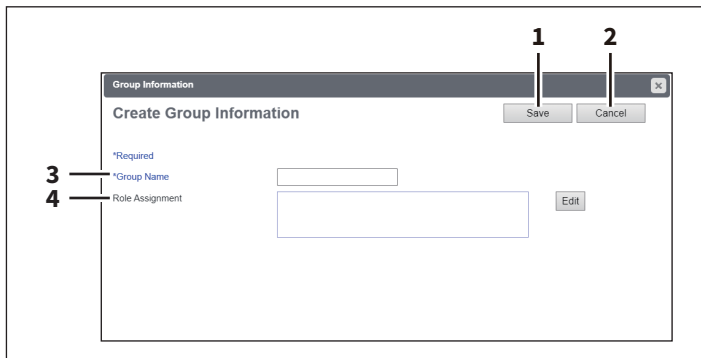 1 2
Group Information
Create Group Information Save Cancel
*Required
3 *Group Name
4 Role Assignment Edit